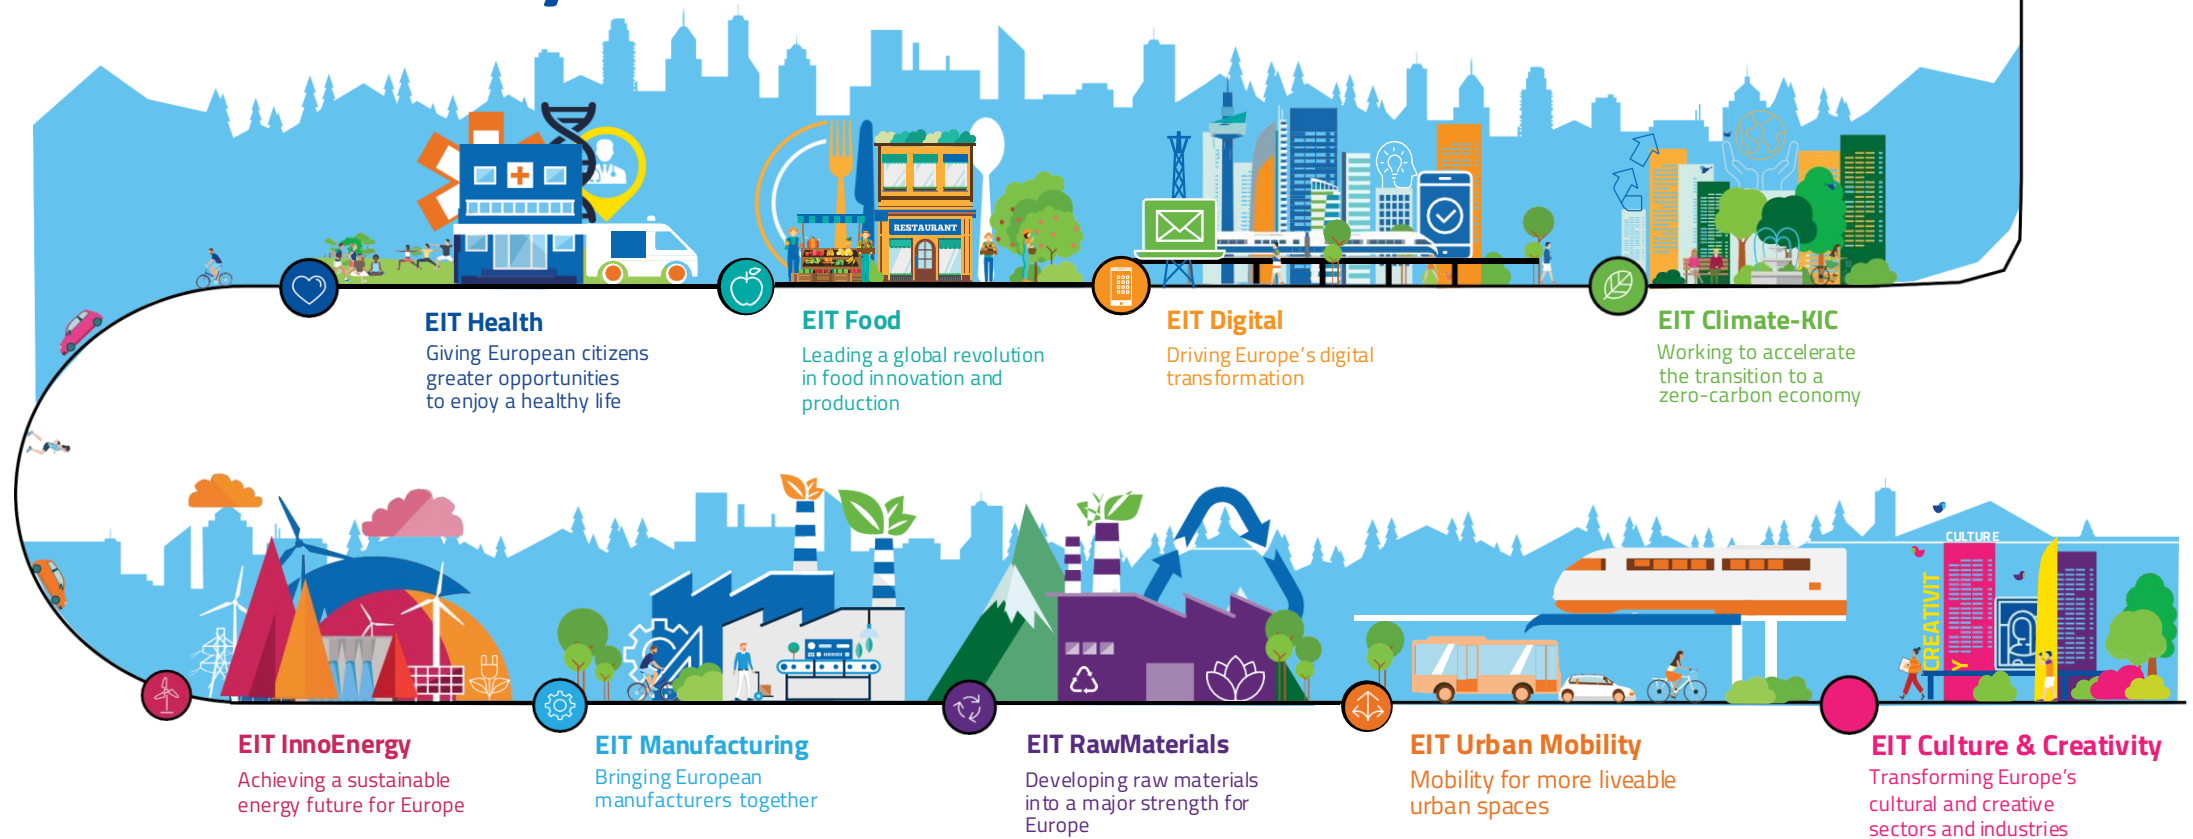 RESTAURANT
EIT Health
Giving European citizens
greater opportunities
to enjoy a healthy life
EIT Food
Leading a global revolution
in food innovation and
production
EIT Digital
Driving Europe's digital
transformation
EIT Climate-KIC
Working to accelerate
the transition to a
zero-carbon economy
CULTURE
CREATIVIT
Y
EIT InnoEnergy
Achieving a sustainable
energy future for Europe
EIT Manufacturing
Bringing European
manufacturers together
EIT RawMaterials
Developing raw materials
into a major strength for
Europe
EIT Urban Mobility
Mobility for more liveable
urban spaces
EIT Culture & Creativity
Transforming Europe's
cultural and creative
sectors and industries